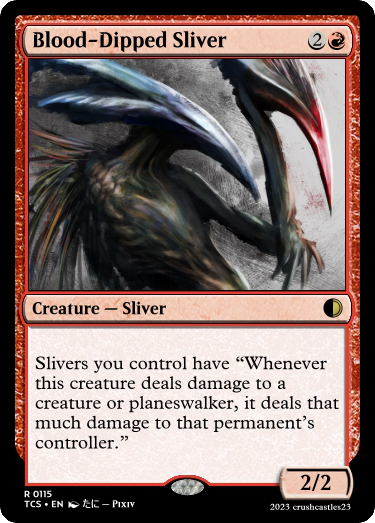 Blood-Dipped Sliver 2
Creature — Sliver
Slivers you control have “Whenever
this creature deals damage to a
creature or planeswalker, it deals that
much damage to that permanent’s
controller.”
2/2
R 0115
TCS • EN たに — Pixiv
2023 crushcastles23